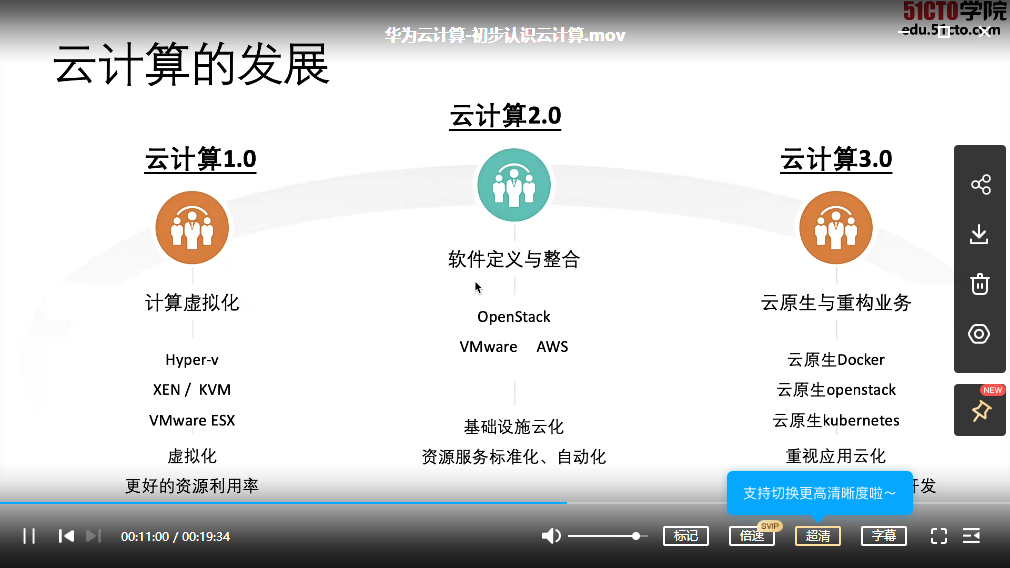 51CTO学院
华为云计算-初步认识云计算.mov
edu.51cto.com
云计算的发展
云计算2.0
云计算1.0
云计算3.0
软件定义与整合
计算虚拟化
云原生与重构业务
OpenStack
VMware AWS
Hyper-v
云原生Docker
XEN / KVM
云原生openstack
NEW
VMware ESX
云原生kubernetes
基础设施云化
虚拟化
资源服务标准化、自动化
重视应用云化
更好的资源利用率
开发
支持切换更高清晰度啦～
00:11:00 / 00:19:34
标记
倍速
SVIP
超清
字幕